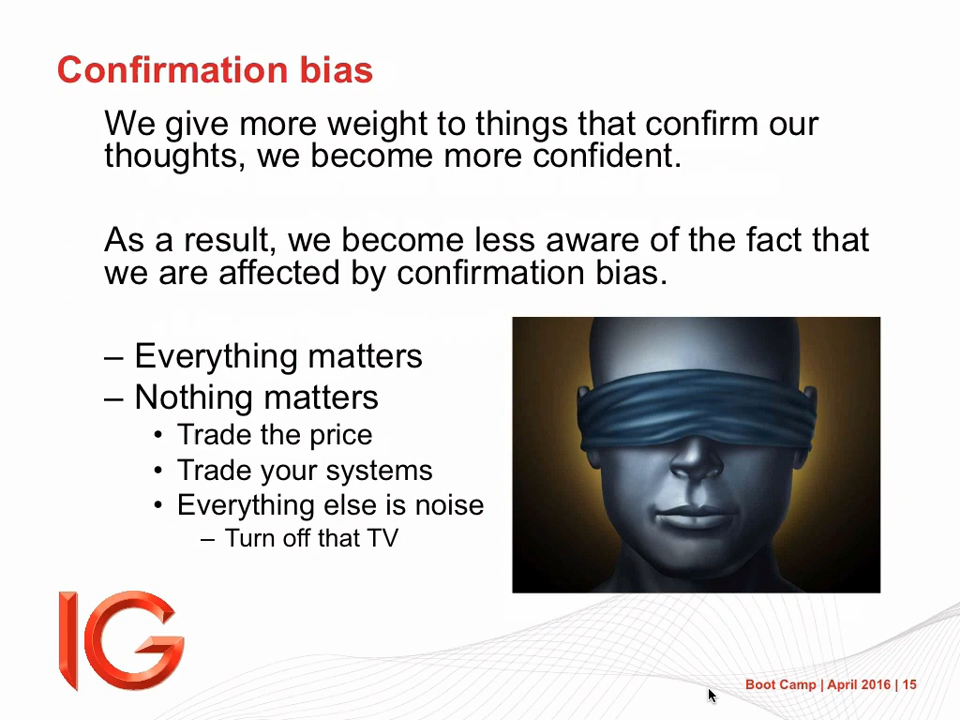 Confirmation bias
We give more weight to things that confirm our
thoughts, we become more confident.
As a result, we become less aware of the fact that
we are affected by confirmation bias.
– Everything matters
– Nothing matters
• Trade the price
• Trade your systems
• Everything else is noise
– Turn off that TV
IG
Boot Camp | April 2016 | 15